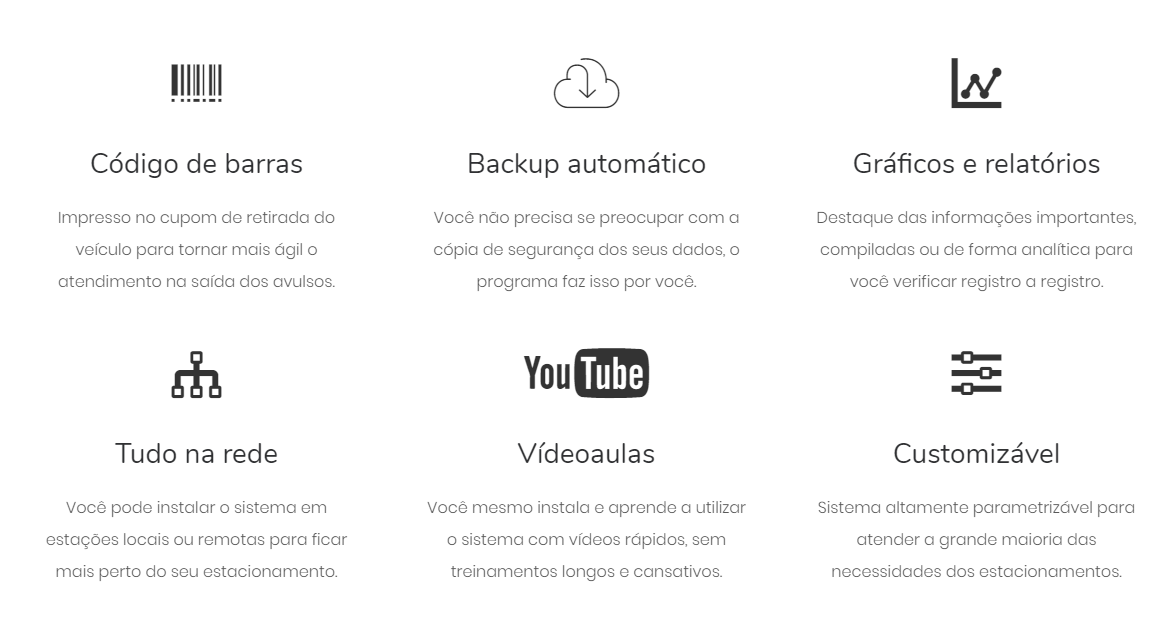 Código de barras
Impresso no cupom de retirada do
veículo para tornar mais ágil o
atendimento na saída dos avulsos.
Backup automático
Você não precisa se preocupar com a
cópia de segurança dos seus dados, o
programa faz isso por você.
Gráficos e relatórios
Destaque das informações importantes,
compiladas ou de forma analítica para
você verificar registro a registro.
Tudo na rede
Você pode instalar o sistema em
estações locais ou remotas para ficar
mais perto do seu estacionamento.
YouTube
Vídeoaulas
Você mesmo instala e aprende a utilizar
o sistema com vídeos rápidos, sem
treinamentos longos e cansativos.
Customizável
Sistema altamente parametrizável para
atender a grande maioria das
necessidades dos estacionamentos.